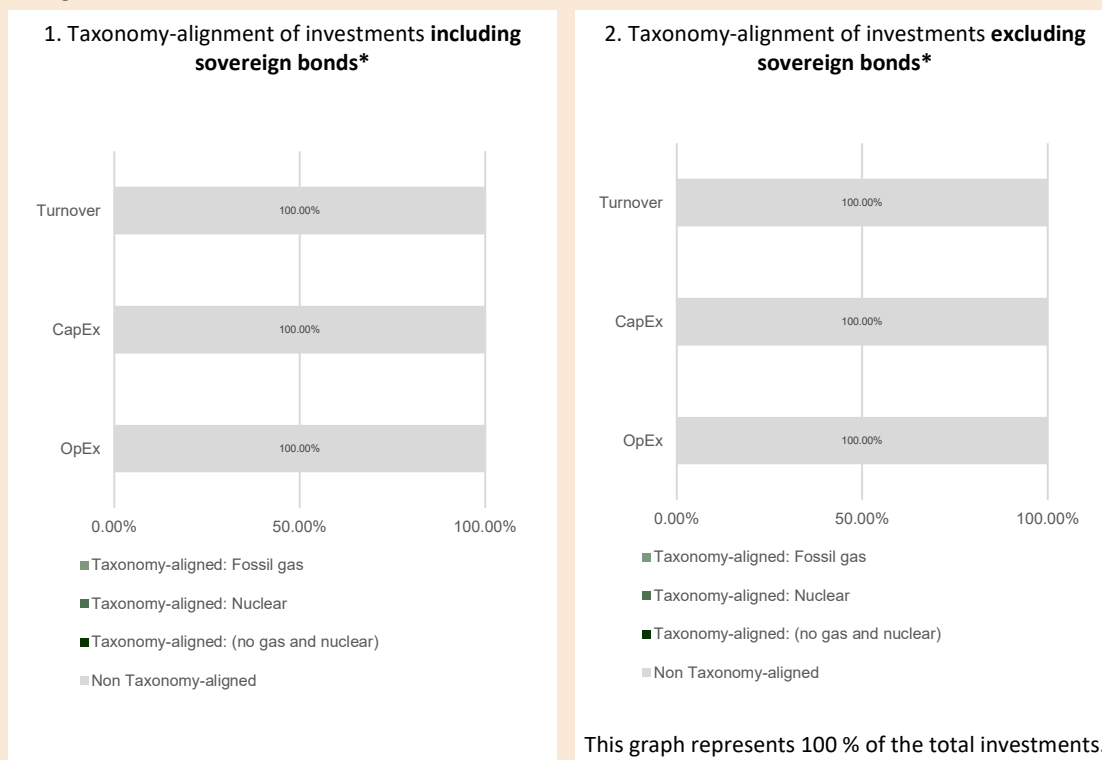 1. Taxonomy-alignment of investments including
sovereign bonds*
Turnover
100.00%
CapEx
100.00%
OpEx
100.00%
0.00%
50.00%
100.00%
Taxonomy-aligned: Fossil gas
Taxonomy-aligned: Nuclear
Taxonomy-aligned: (no gas and nuclear)
Non Taxonomy-aligned
2. Taxonomy-alignment of investments excluding
sovereign bonds*
Turnover
100.00%
CapEx
100.00%
OpEx
100.00%
0.00%
50.00%
100.00%
Taxonomy-aligned: Fossil gas
Taxonomy-aligned: Nuclear
Taxonomy-aligned: (no gas and nuclear)
Non Taxonomy-aligned
This graph represents 100 % of the total investments.